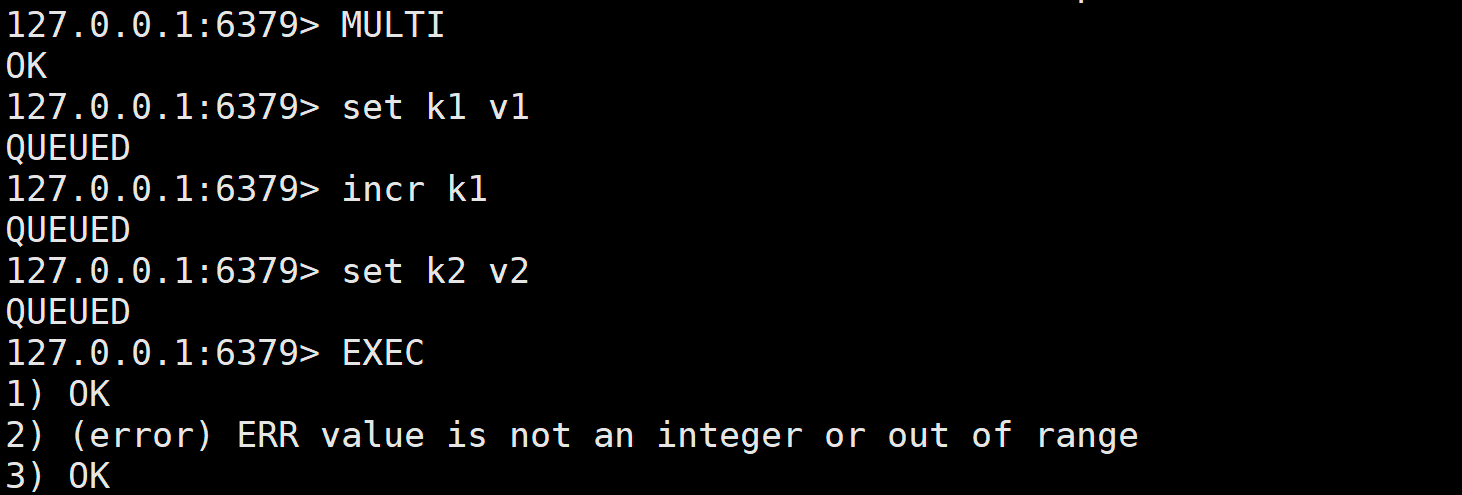 127.0.0.1:6379> MULTI
OK
127.0.0.1:6379> set k1 v1
QUEUED
127.0.0.1:6379> incr k1
QUEUED
127.0.0.1:6379> set k2 v2
QUEUED
127.0.0.1:6379> EXEC
1) OK
2) (error) ERR value is not an integer or out of range
3) OK